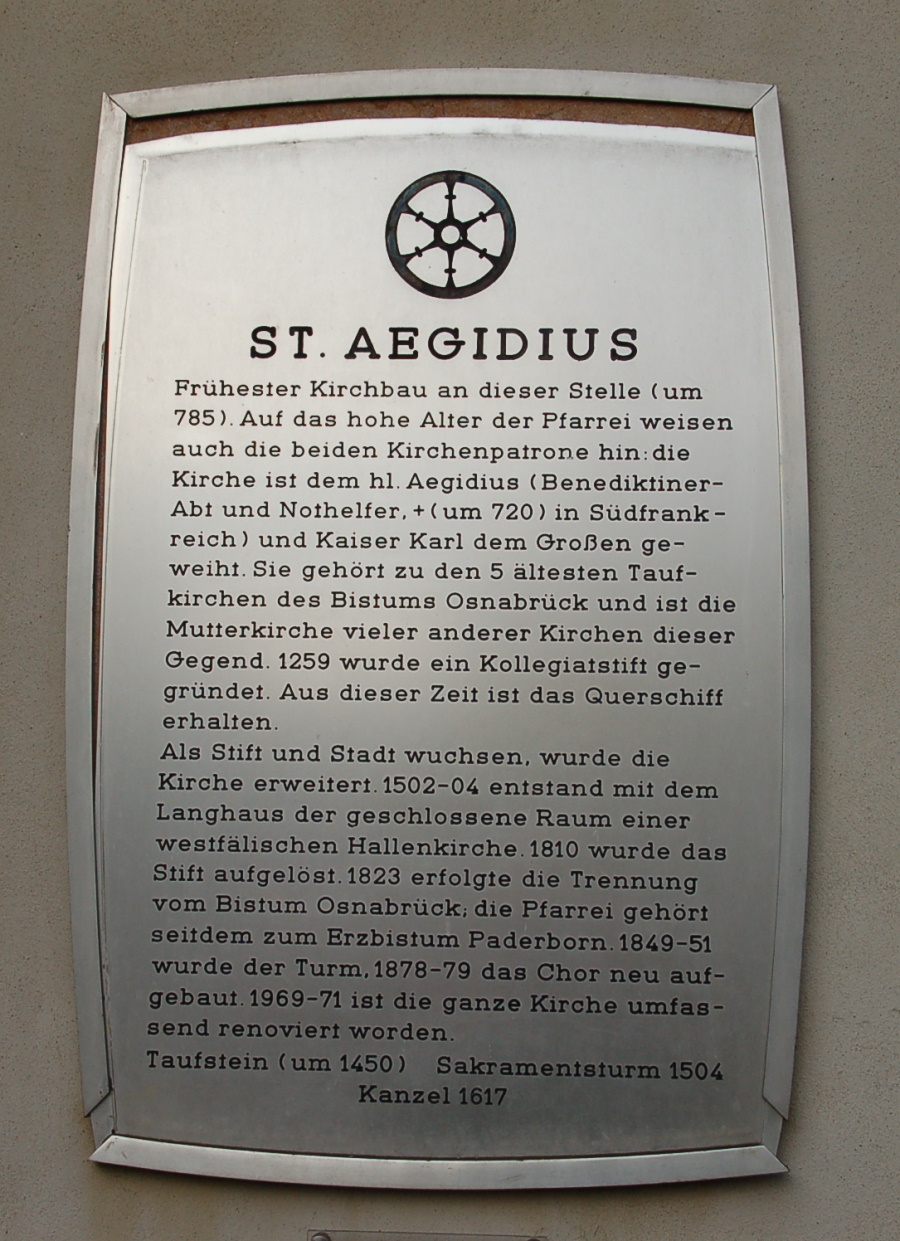 ST. AEGIDIUS
Frühester Kirchbau an dieser Stelle (um
785). Auf das hohe Alter der Pfarrei weisen
auch die beiden Kirchenpatrone hin: die
Kirche ist dem hl. Aegidius (Benediktiner-
Abt und Nothelfer, +(um 720) in Südfrank-
reich) und Kaiser Karl dem Großen ge-
weiht. Sie gehört zu den 5 ältesten Tauf-
kirchen des Bistums Osnabrück und ist die
Mutterkirche vieler anderer Kirchen dieser
Gegend. 1259 wurde ein Kollegiatstift ge-
gründet. Aus dieser Zeit ist das Querschiff
erhalten.
Als Stift und Stadt wuchsen, wurde die
Kirche erweitert. 1502-04 entstand mit dem
Langhaus der geschlossene Raum einer
westfälischen Hallenkirche. 1810 wurde das
Stift aufgelöst. 1823 erfolgte die Trennung
vom Bistum Osnabrück; die Pfarrei gehört
seitdem zum Erzbistum Paderborn. 1849-51
wurde der Turm, 1878-79 das Chor neu auf-
gebaut. 1969-71 ist die ganze Kirche umfas-
send renoviert worden.
Taufstein (um 1450) Sakramentsturm 1504
Kanzel 1617